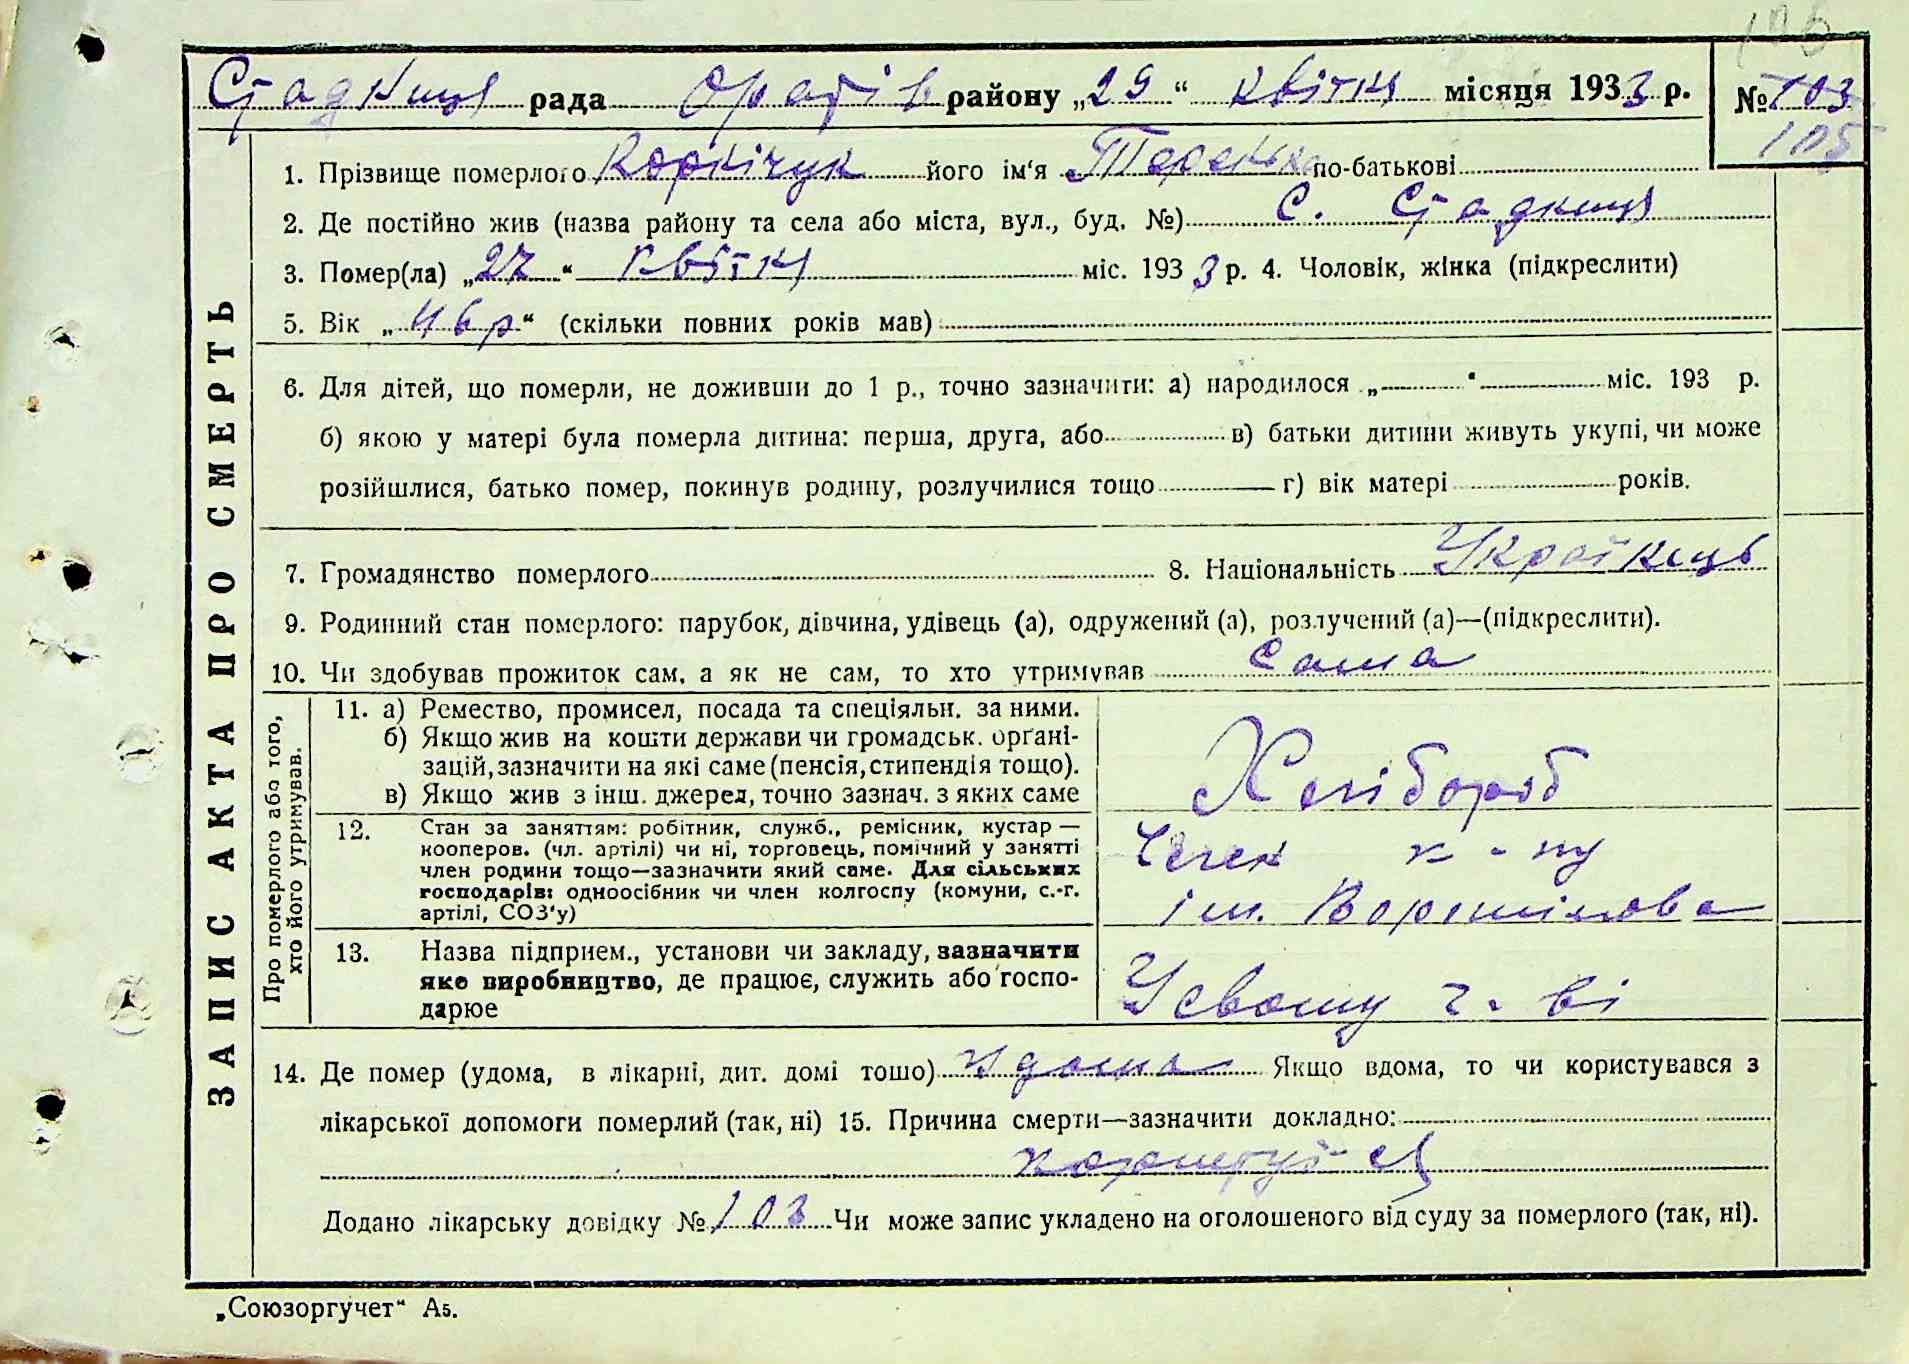 105
Стадниця рада Оратів району „29“ квітня місяця 1933 р. № 103
105
1. Прізвище померлого Корнічук його ім'я по-батькові
2. Де постійно жив (назва району та села або міста, вул., буд. №) С. Стадниця
3. Помер(ла) „27“ квітня міс. 1933 р. 4. Чоловік, жінка (підкреслити)
5. Вік „46 р“ (скільки повних років мав)
6. Для дітей, що померли, не доживши до 1 р., точно зазначити: а) народилося „ “ міс. 193 р.
б) якою у матері була померла дитина: перша, друга, або в) батьки дитини живуть укупі, чи може
розійшлися, батько помер, покинув родину, розлучилися тощо г) вік матері років.
7. Громадянство померлого 8. Національність Українець
9. Родинний стан померлого: парубок, дівчина, удівець (а), одружений (а), розлучений (а)—(підкреслити).
10. Чи здобував прожиток сам, а як не сам, то хто утримував сама
ЗАПИС АКТА ПРО СМЕРТЬ
Про померлого або того,
хто його утримував.
11. а) Ремество, промисел, посада та спеціяльн. за ними.
б) Якщо жив на кошти держави чи громадськ. орґані-
зацій, зазначити на які саме (пенсія, стипендія тощо).
в) Якщо жив з інш. джерел, точно зазнач. з яких саме
Хлібороб
12. Стан за заняттям: робітник, служб., ремісник, кустар —
кооперов. (чл. артілі) чи ні, торговець, помічний у занятті
член родини тощо—зазначити який саме. Для сільських
господарів: одноосібник чи член колгоспу (комуни, с.-г.
артілі, СОЗ'у)
Член к-пу
ім. Ворошілова
13. Назва підприєм., установи чи закладу, зазначити
яке виробництво, де працює, служить або госпо-
дарює
Усвому г-ві
14. Де помер (удома, в лікарні, дит. домі тощо) Удома Якщо вдома, то чи користувався з
лікарської допомоги померлий (так, ні) 15. Причина смерти—зазначити докладно:
Додано лікарську довідку № 103 Чи може запис укладено на оголошеного від суду за померлого (так, ні).
„Союзоргучет“ А5.